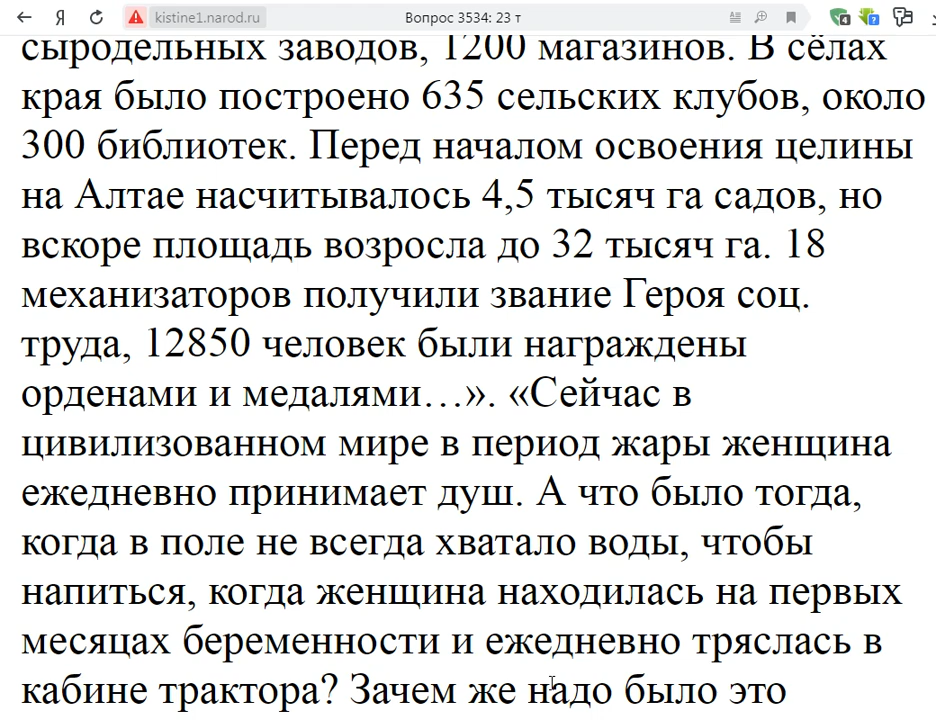 kistine1.narod.ru
Вопрос 3534: 23 т
4
?
сыродельных заводов, 1200 магазинов. В сёлах
края было построено 635 сельских клубов, около
300 библиотек. Перед началом освоения целины
на Алтае насчитывалось 4,5 тысяч га садов, но
вскоре площадь возросла до 32 тысяч га. 18
механизаторов получили звание Героя соц.
труда, 12850 человек были награждены
орденами и медалями…». «Сейчас в
цивилизованном мире в период жары женщина
ежедневно принимает душ. А что было тогда,
когда в поле не всегда хватало воды, чтобы
напиться, когда женщина находилась на первых
месяцах беременности и ежедневно тряслась в
кабине трактора? Зачем же надо было это